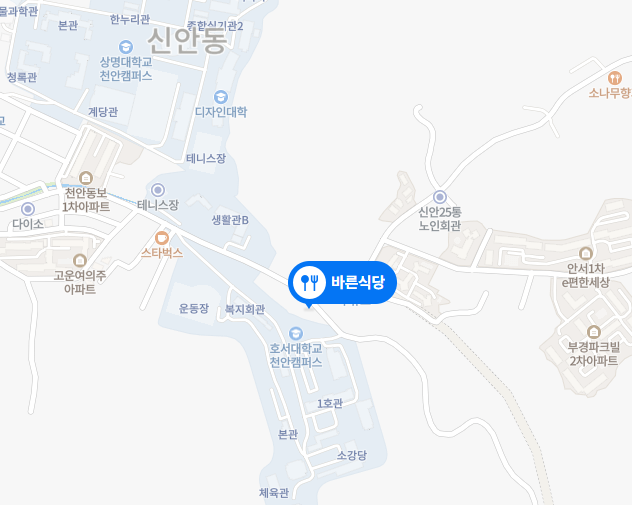 물과학관
본관
한누리관
종합실기관2
신안동
상명대학교
천안캠퍼스
청록관
소나무향
디자인대학
계당관
교
테니스장
천안동보
1차아파트
테니스장
신안25통
노인회관
생활관B
다이소
스타벅스
고운여의주
아파트
안서1차
e편한세상
바른식당
운동장
복지회관
호서대학교
천안캠퍼스
부경파크빌
2차아파트
1호관
본관
소강당
체육관